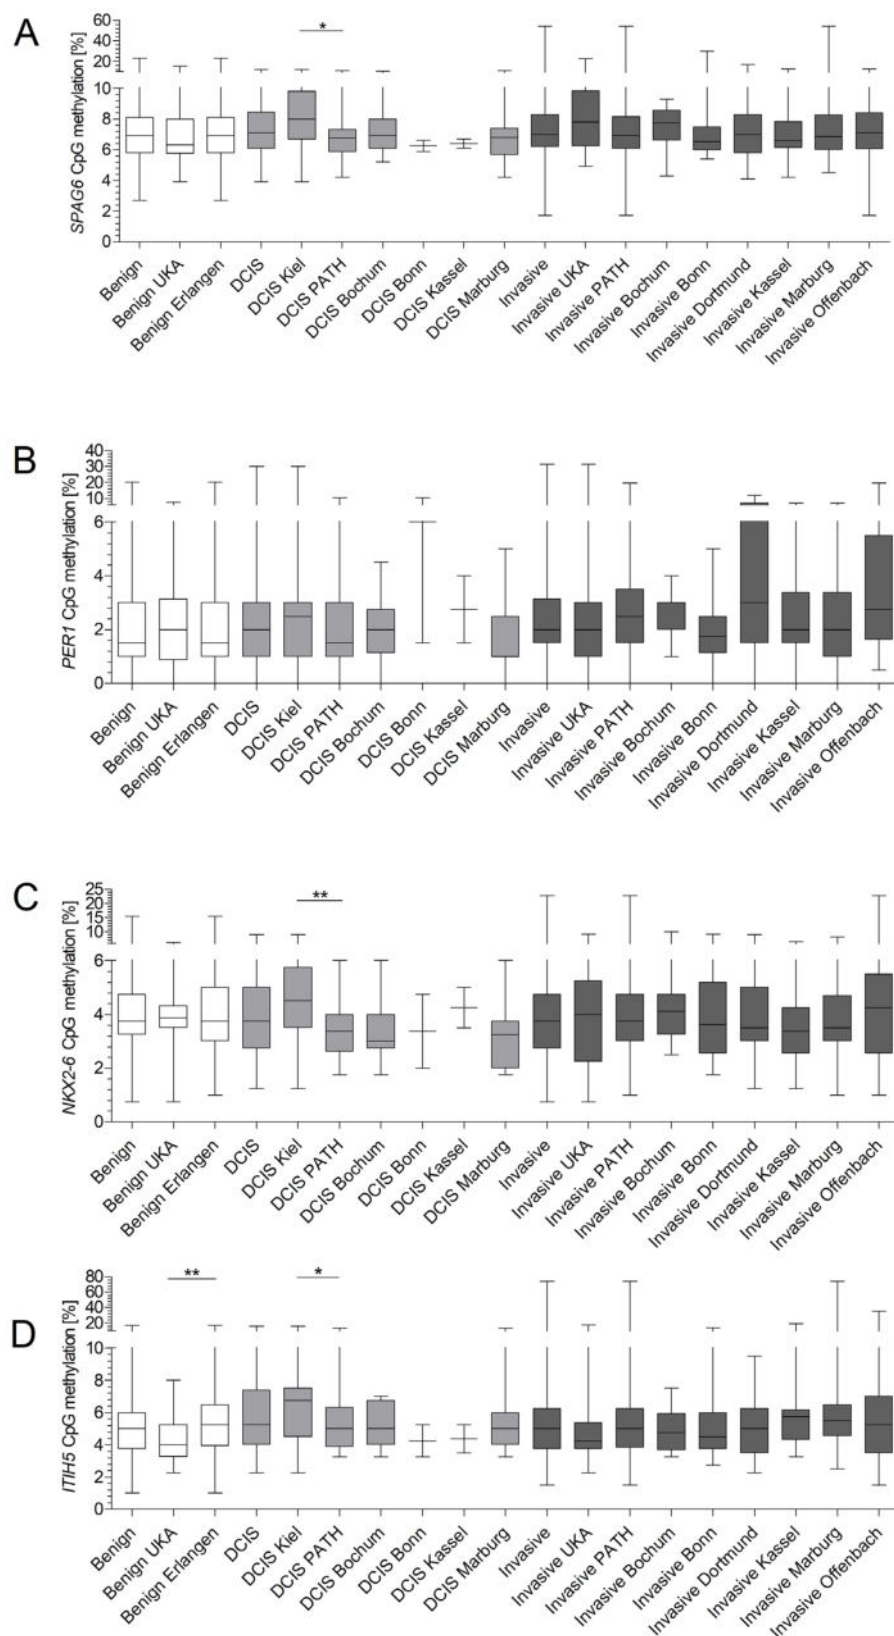 A
*
60
40
20
10
8
6
4
2
0
SPAG6 CpG methylation [%]
Benign
Benign UKA
Benign Erlangen
DCIS
DCIS Kiel
DCIS PATH
DCIS Bochum
DCIS Bonn
DCIS Kassel
DCIS Marburg
Invasive
Invasive UKA
Invasive PATH
Invasive Bochum
Invasive Bonn
Invasive Dortmund
Invasive Kassel
Invasive Marburg
Invasive Offenbach
B
40
30
20
10
6
4
2
0
PER1 CpG methylation [%]
Benign
Benign UKA
Benign Erlangen
DCIS
DCIS Kiel
DCIS PATH
DCIS Bochum
DCIS Bonn
DCIS Kassel
DCIS Marburg
Invasive
Invasive UKA
Invasive PATH
Invasive Bochum
Invasive Bonn
Invasive Dortmund
Invasive Kassel
Invasive Marburg
Invasive Offenbach
C
**
25
20
15
10
6
4
2
0
NKX2-6 CpG methylation [%]
Benign
Benign UKA
Benign Erlangen
DCIS
DCIS Kiel
DCIS PATH
DCIS Bochum
DCIS Bonn
DCIS Kassel
DCIS Marburg
Invasive
Invasive UKA
Invasive PATH
Invasive Bochum
Invasive Bonn
Invasive Dortmund
Invasive Kassel
Invasive Marburg
Invasive Offenbach
D
** *
80
60
40
20
10
8
6
4
2
0
ITIH5 CpG methylation [%]
Benign
Benign UKA
Benign Erlangen
DCIS
DCIS Kiel
DCIS PATH
DCIS Bochum
DCIS Bonn
DCIS Kassel
DCIS Marburg
Invasive
Invasive UKA
Invasive PATH
Invasive Bochum
Invasive Bonn
Invasive Dortmund
Invasive Kassel
Invasive Marburg
Invasive Offenbach